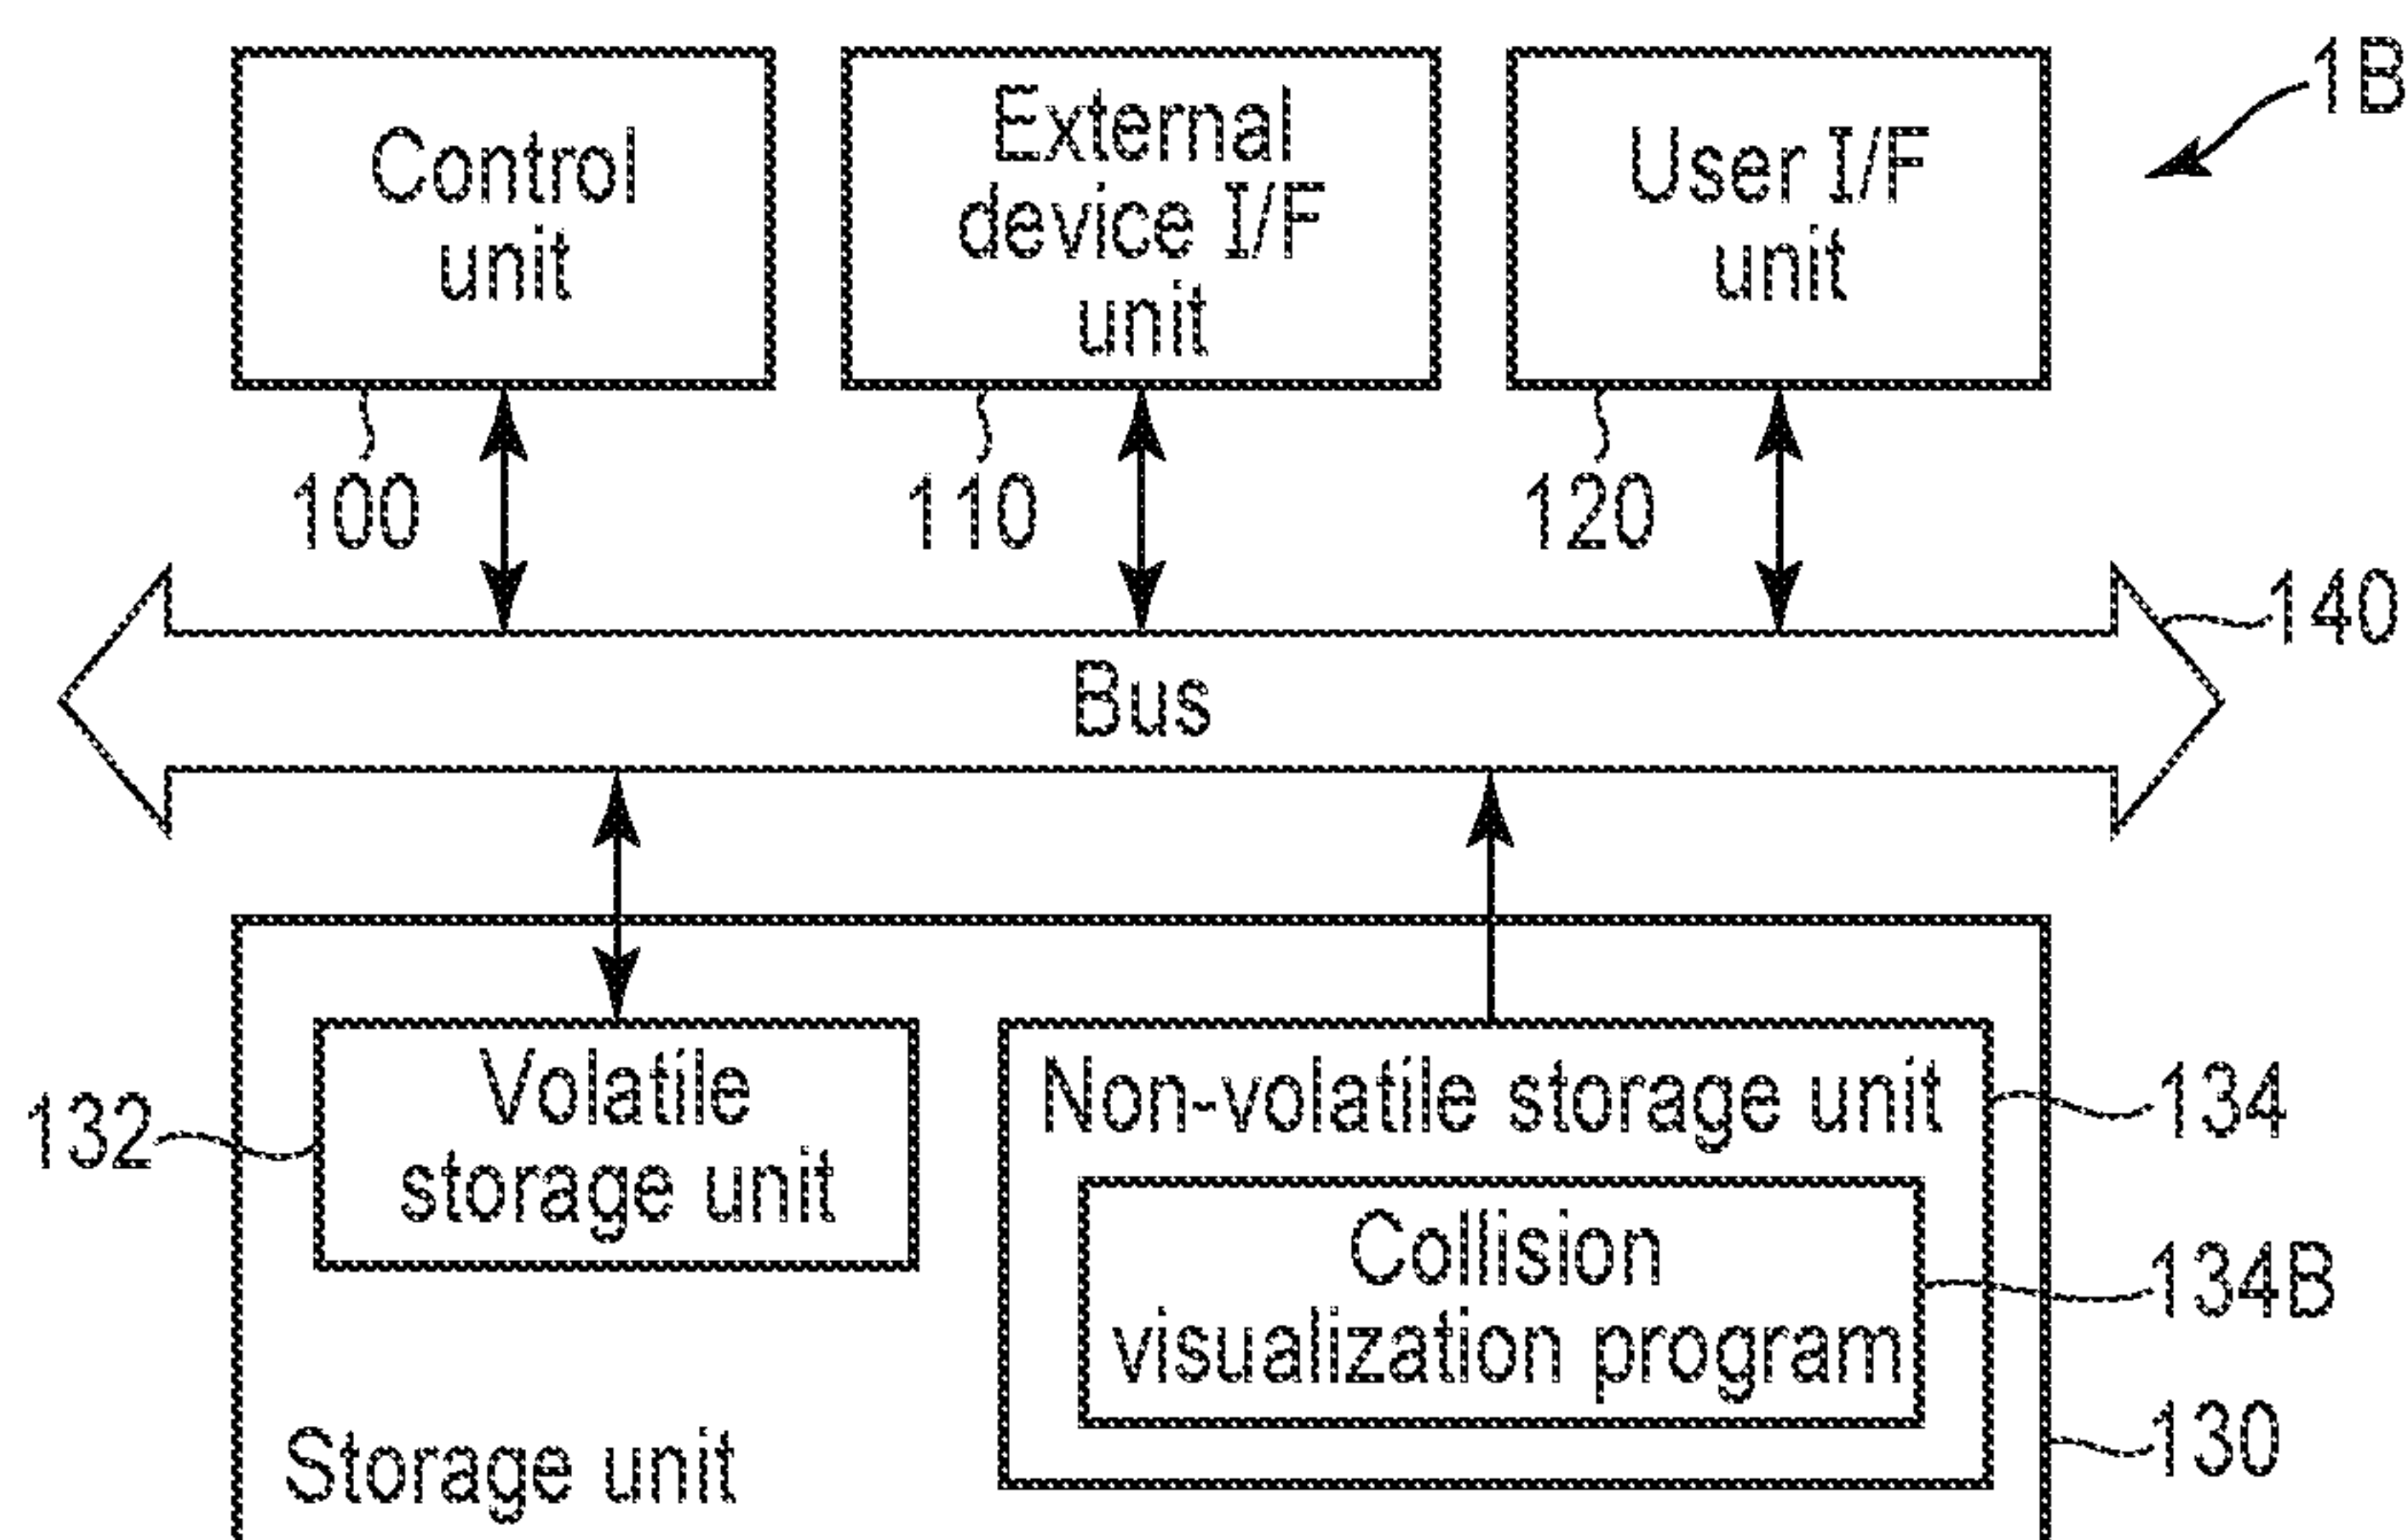 1B
Control
unit
External
device I/F
unit
User I/F
unit
100
110
120
140
Bus
132
Volatile
storage unit
Non-volatile storage unit
134
Collision
visualization program
134B
Storage unit
130